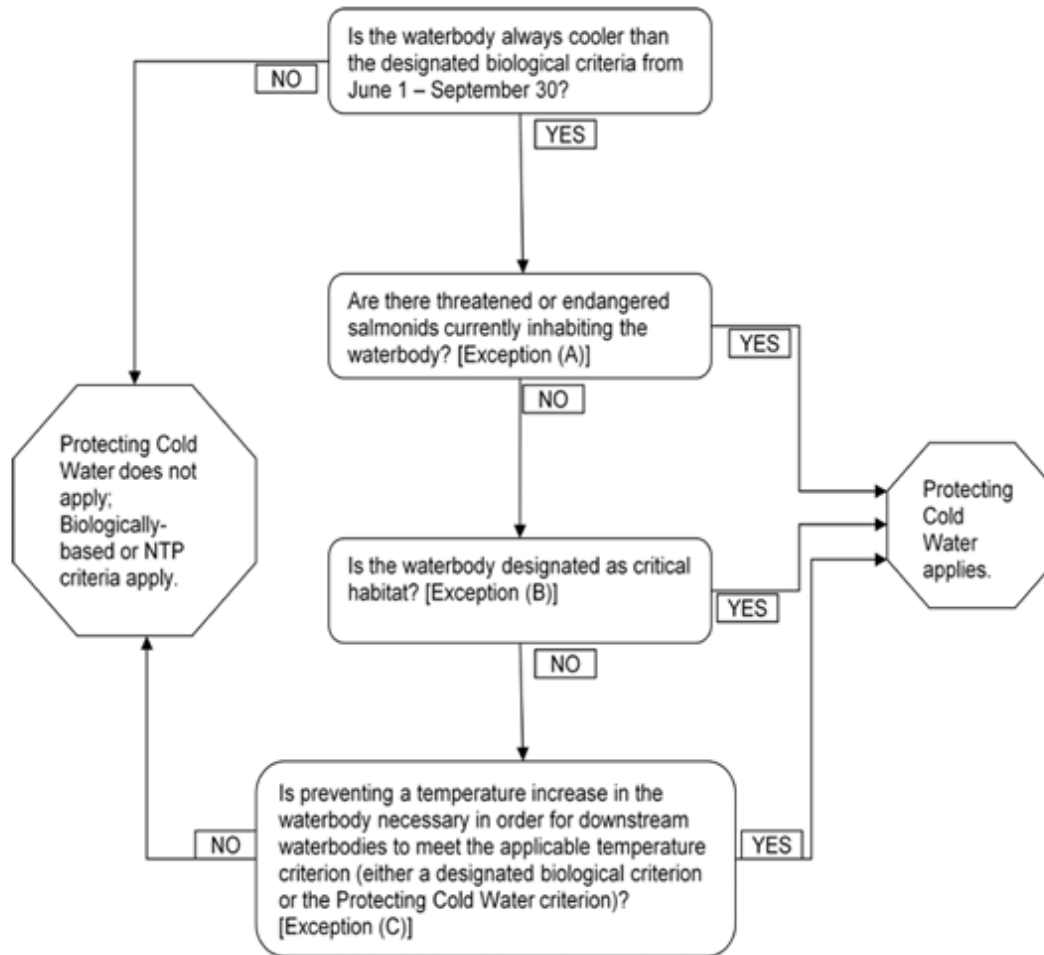 Is the waterbody always cooler than
the designated biological criteria from
June 1 – September 30?
NO
YES
Are there threatened or endangered
salmonids currently inhabiting the
waterbody? [Exception (A)]
YES
NO
Protecting Cold
Water does not
apply;
Biologically-
based or NTP
criteria apply.
Protecting
Cold
Water
applies.
Is the waterbody designated as critical
habitat? [Exception (B)]
YES
NO
Is preventing a temperature increase in the
waterbody necessary in order for downstream
waterbodies to meet the applicable temperature
criterion (either a designated biological criterion
or the Protecting Cold Water criterion)?
[Exception (C)]
NO
YES